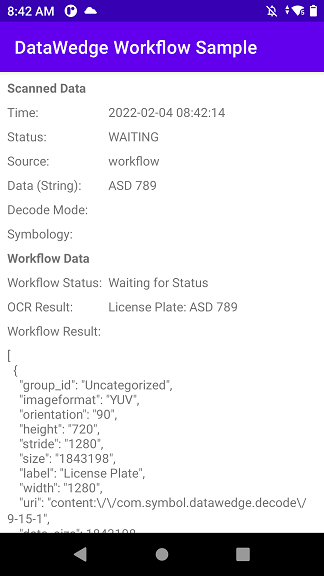 8:42 AM
DataWedge Workflow Sample
Scanned Data
Time: 2022-02-04 08:42:14
Status: WAITING
Source: workflow
Data (String): ASD 789
Decode Mode:
Symbology:
Workflow Data
Workflow Status: Waiting for Status
OCR Result: License Plate: ASD 789
Workflow Result:
[
{
"group_id": "Uncategorized",
"imageformat": "YUV",
"orientation": "90",
"height": "720",
"stride": "1280",
"size": "1843198",
"label": "License Plate",
"width": "1280",
"uri": "content:\/\/com.symbol.datawedge.decode\/
9-15-1",
"data_size": 1843198,